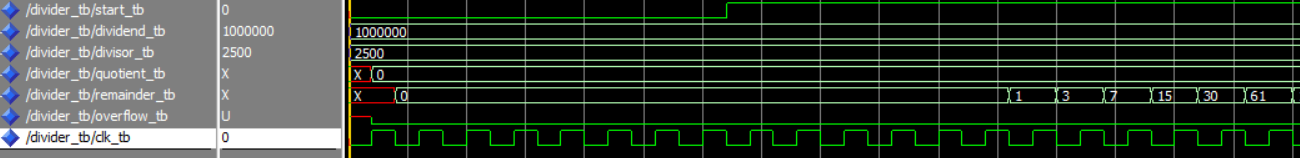 /divider_tb/start_tb 0
/divider_tb/dividend_tb 1000000 1000000
/divider_tb/divisor_tb 2500 2500
/divider_tb/quotient_tb X X 0
/divider_tb/remainder_tb X X 0 1 3 7 15 30 61
/divider_tb/overflow_tb U
/divider_tb/clk_tb 0